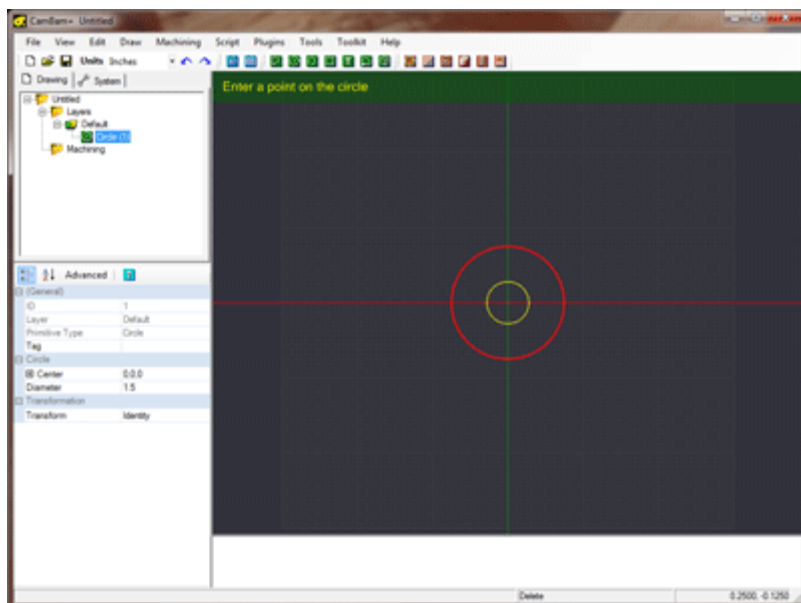 CamBam+ Untitled
File View Edit Draw Machining Script Plugins Tools Toolkit Help
Units Inches
Drawing System
Enter a point on the circle
Untitled
Layers
Default
Circle (1)
Machining
Advanced
(General)
ID 1
Layer Default
Primitive Type Circle
Tag
Circle
Center 0,0,0
Diameter 1.5
Transformation
Transform Identity
Delete 0.2500, -0.1250